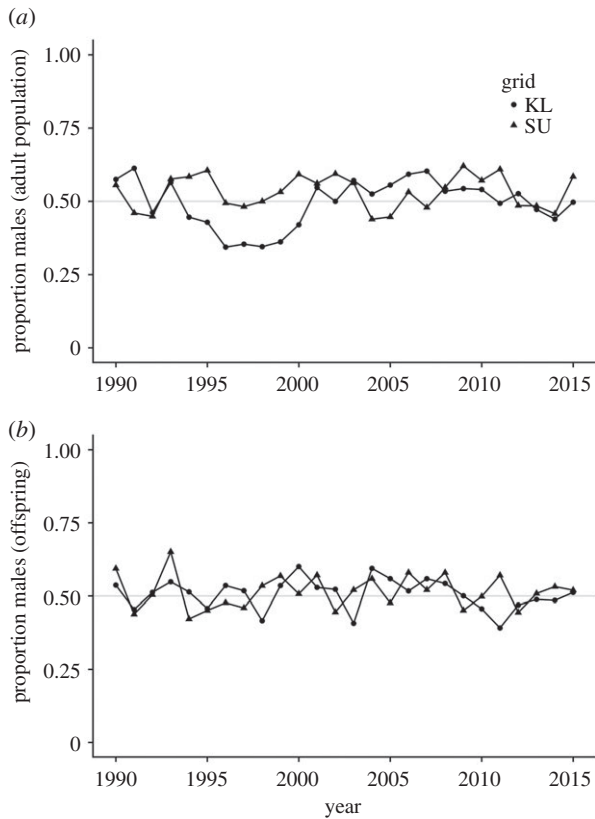 (a)
1.00
grid
KL
SU
0.75
0.50
0.25
0
proportion males (adult population)
1990 1995 2000 2005 2010 2015
(b)
1.00
0.75
0.50
0.25
0
proportion males (offspring)
1990 1995 2000 2005 2010 2015
year